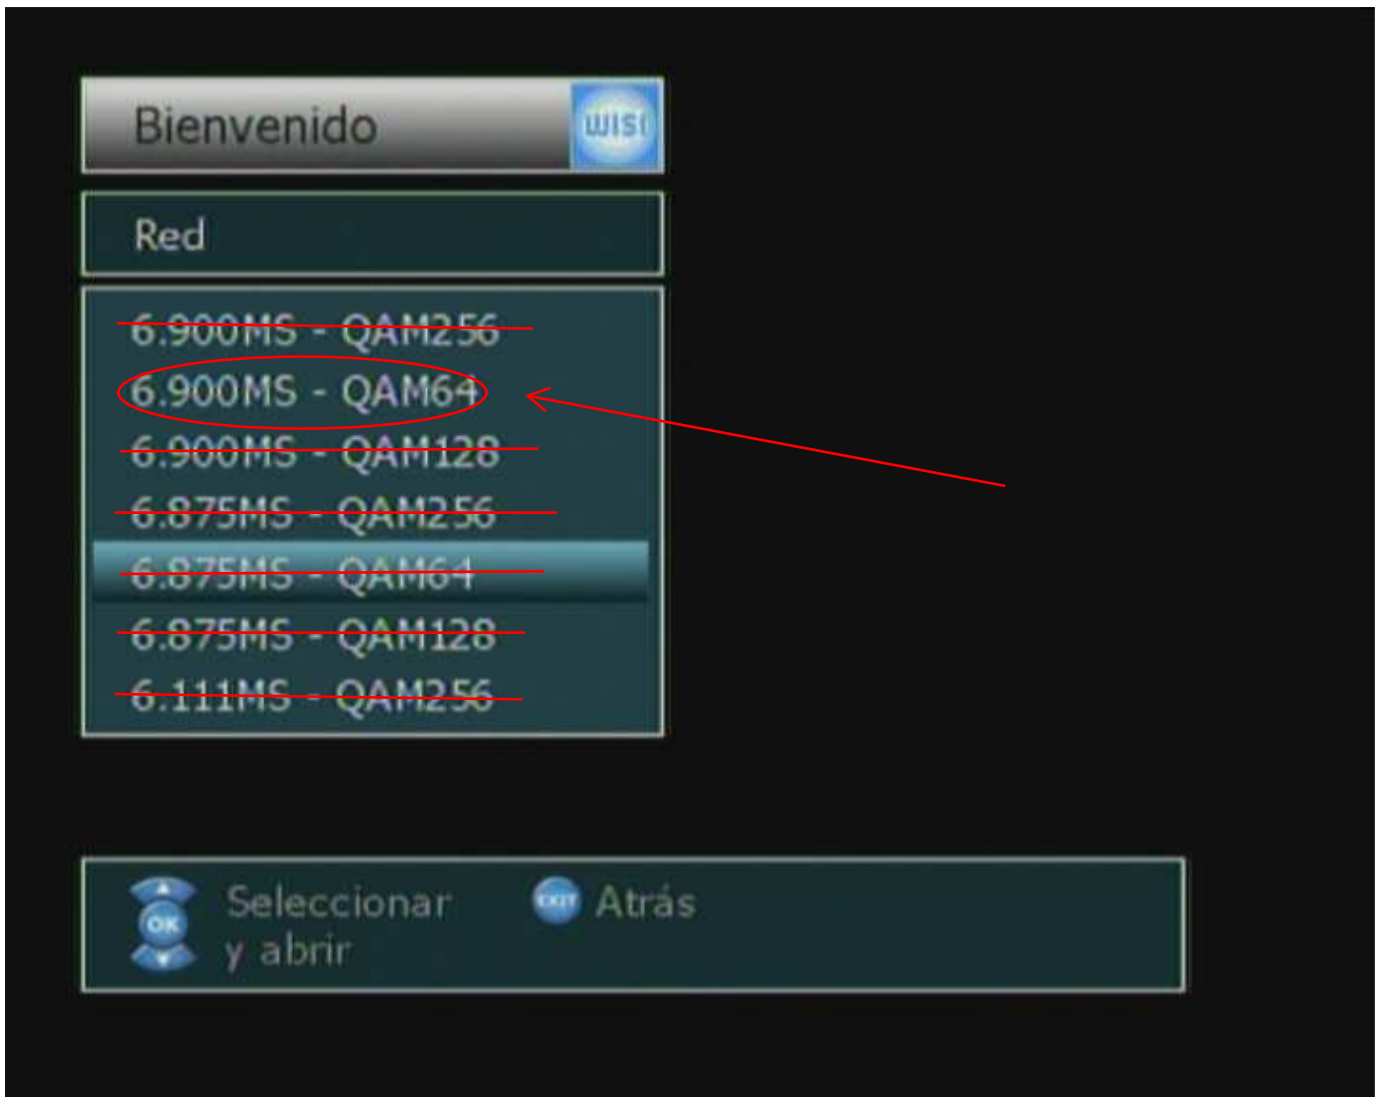 Bienvenido
WISI
Red
6.900MS - QAM256
6.900MS - QAM64
6.900MS - QAM128
6.875MS - QAM256
6.875MS - QAM64
6.875MS - QAM128
6.111MS - QAM256
OK
Seleccionar
y abrir
EXIT
Atrás